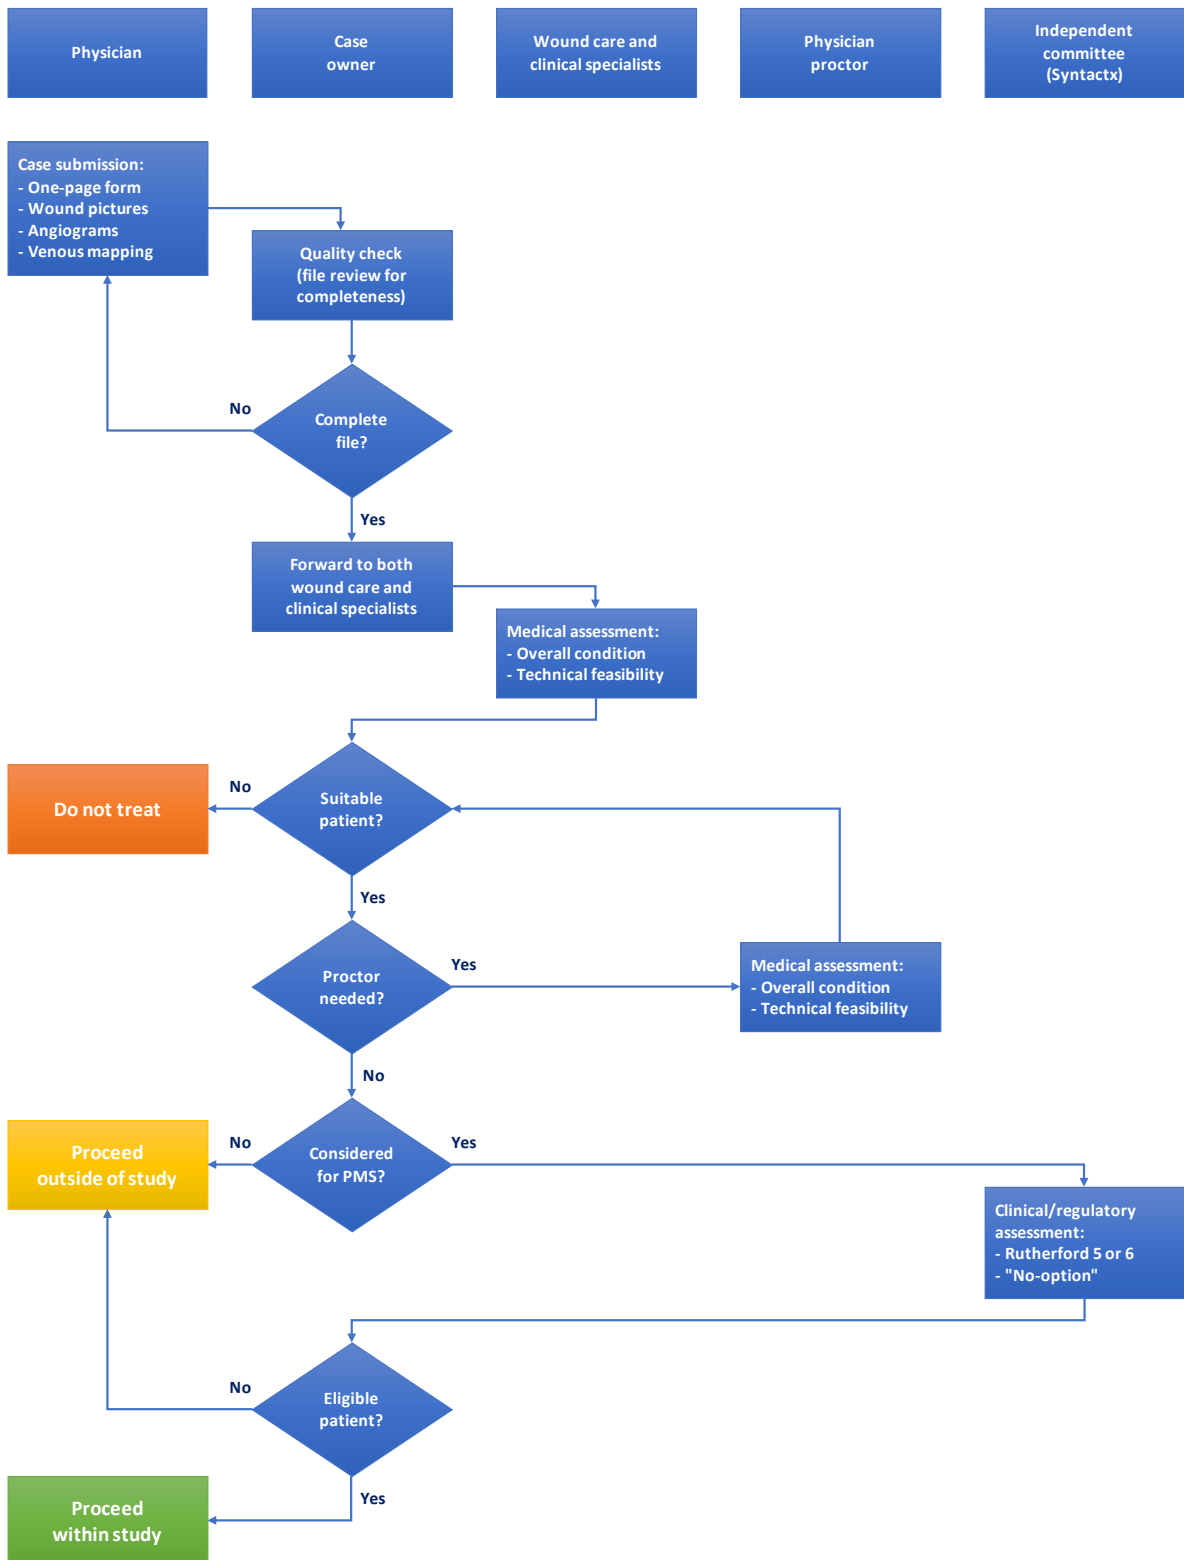 Physician
Case
owner
Wound care and
clinical specialists
Physician
proctor
Independent
committee
(Syntactx)
Case submission:
- One-page form
- Wound pictures
- Angiograms
- Venous mapping
Quality check
(file review for
completeness)
No
Complete
file?
Yes
Forward to both
wound care and
clinical specialists
Medical assessment:
- Overall condition
- Technical feasibility
Do not treat
No
Suitable
patient?
Yes
Proctor
needed?
Yes
Medical assessment:
- Overall condition
- Technical feasibility
No
Proceed
outside of study
No
Considered
for PMS?
Yes
Clinical/regulatory
assessment:
- Rutherford 5 or 6
- "No-option"
No
Eligible
patient?
Yes
Proceed
within study